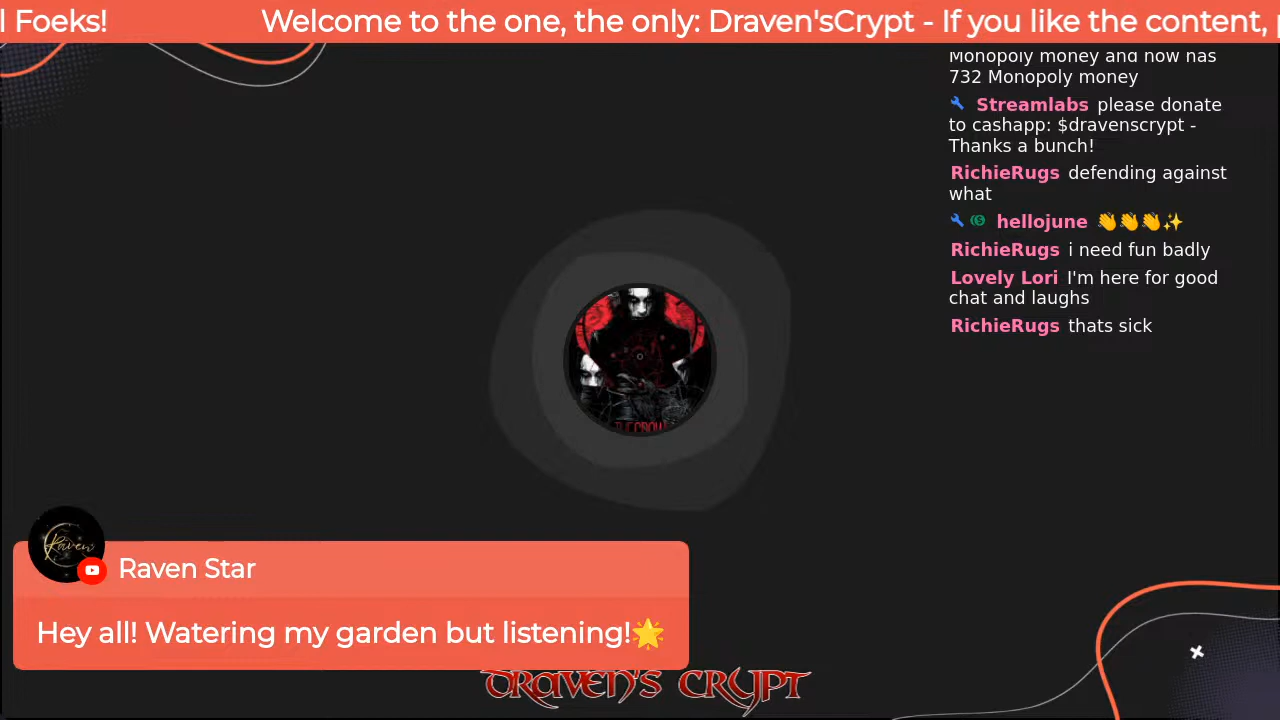 l Foeks! Welcome to the one, the only: Draven'sCrypt - If you like the content,
Monopoly money and now has
732 Monopoly money
Streamlabs please donate
to cashapp: $dravenscrypt -
Thanks a bunch!
RichieRugs defending against
what
hellojune 👏👏👏✨
RichieRugs i need fun badly
Lovely Lori I'm here for good
chat and laughs
RichieRugs thats sick
THE CROW
Raven
Raven Star
Hey all! Watering my garden but listening!🌟
DRAVEN'S CRYPT